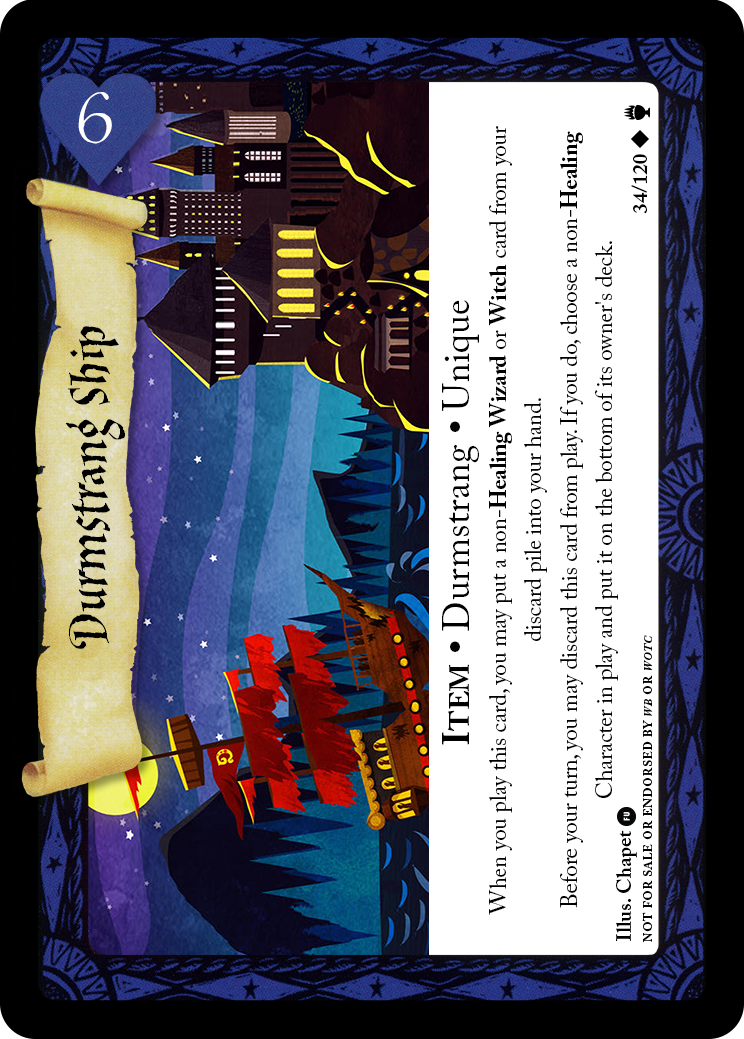 6
Durmstrang Ship
ITEM • Durmstrang • Unique
When you play this card, you may put a non-Healing Wizard or Witch card from your
discard pile into your hand.
Before your turn, you may discard this card from play. If you do, choose a non-Healing
Character in play and put it on the bottom of its owner's deck.
Illus. Chapet FU
34/120
NOT FOR SALE OR ENDORSED BY WB OR WOTC